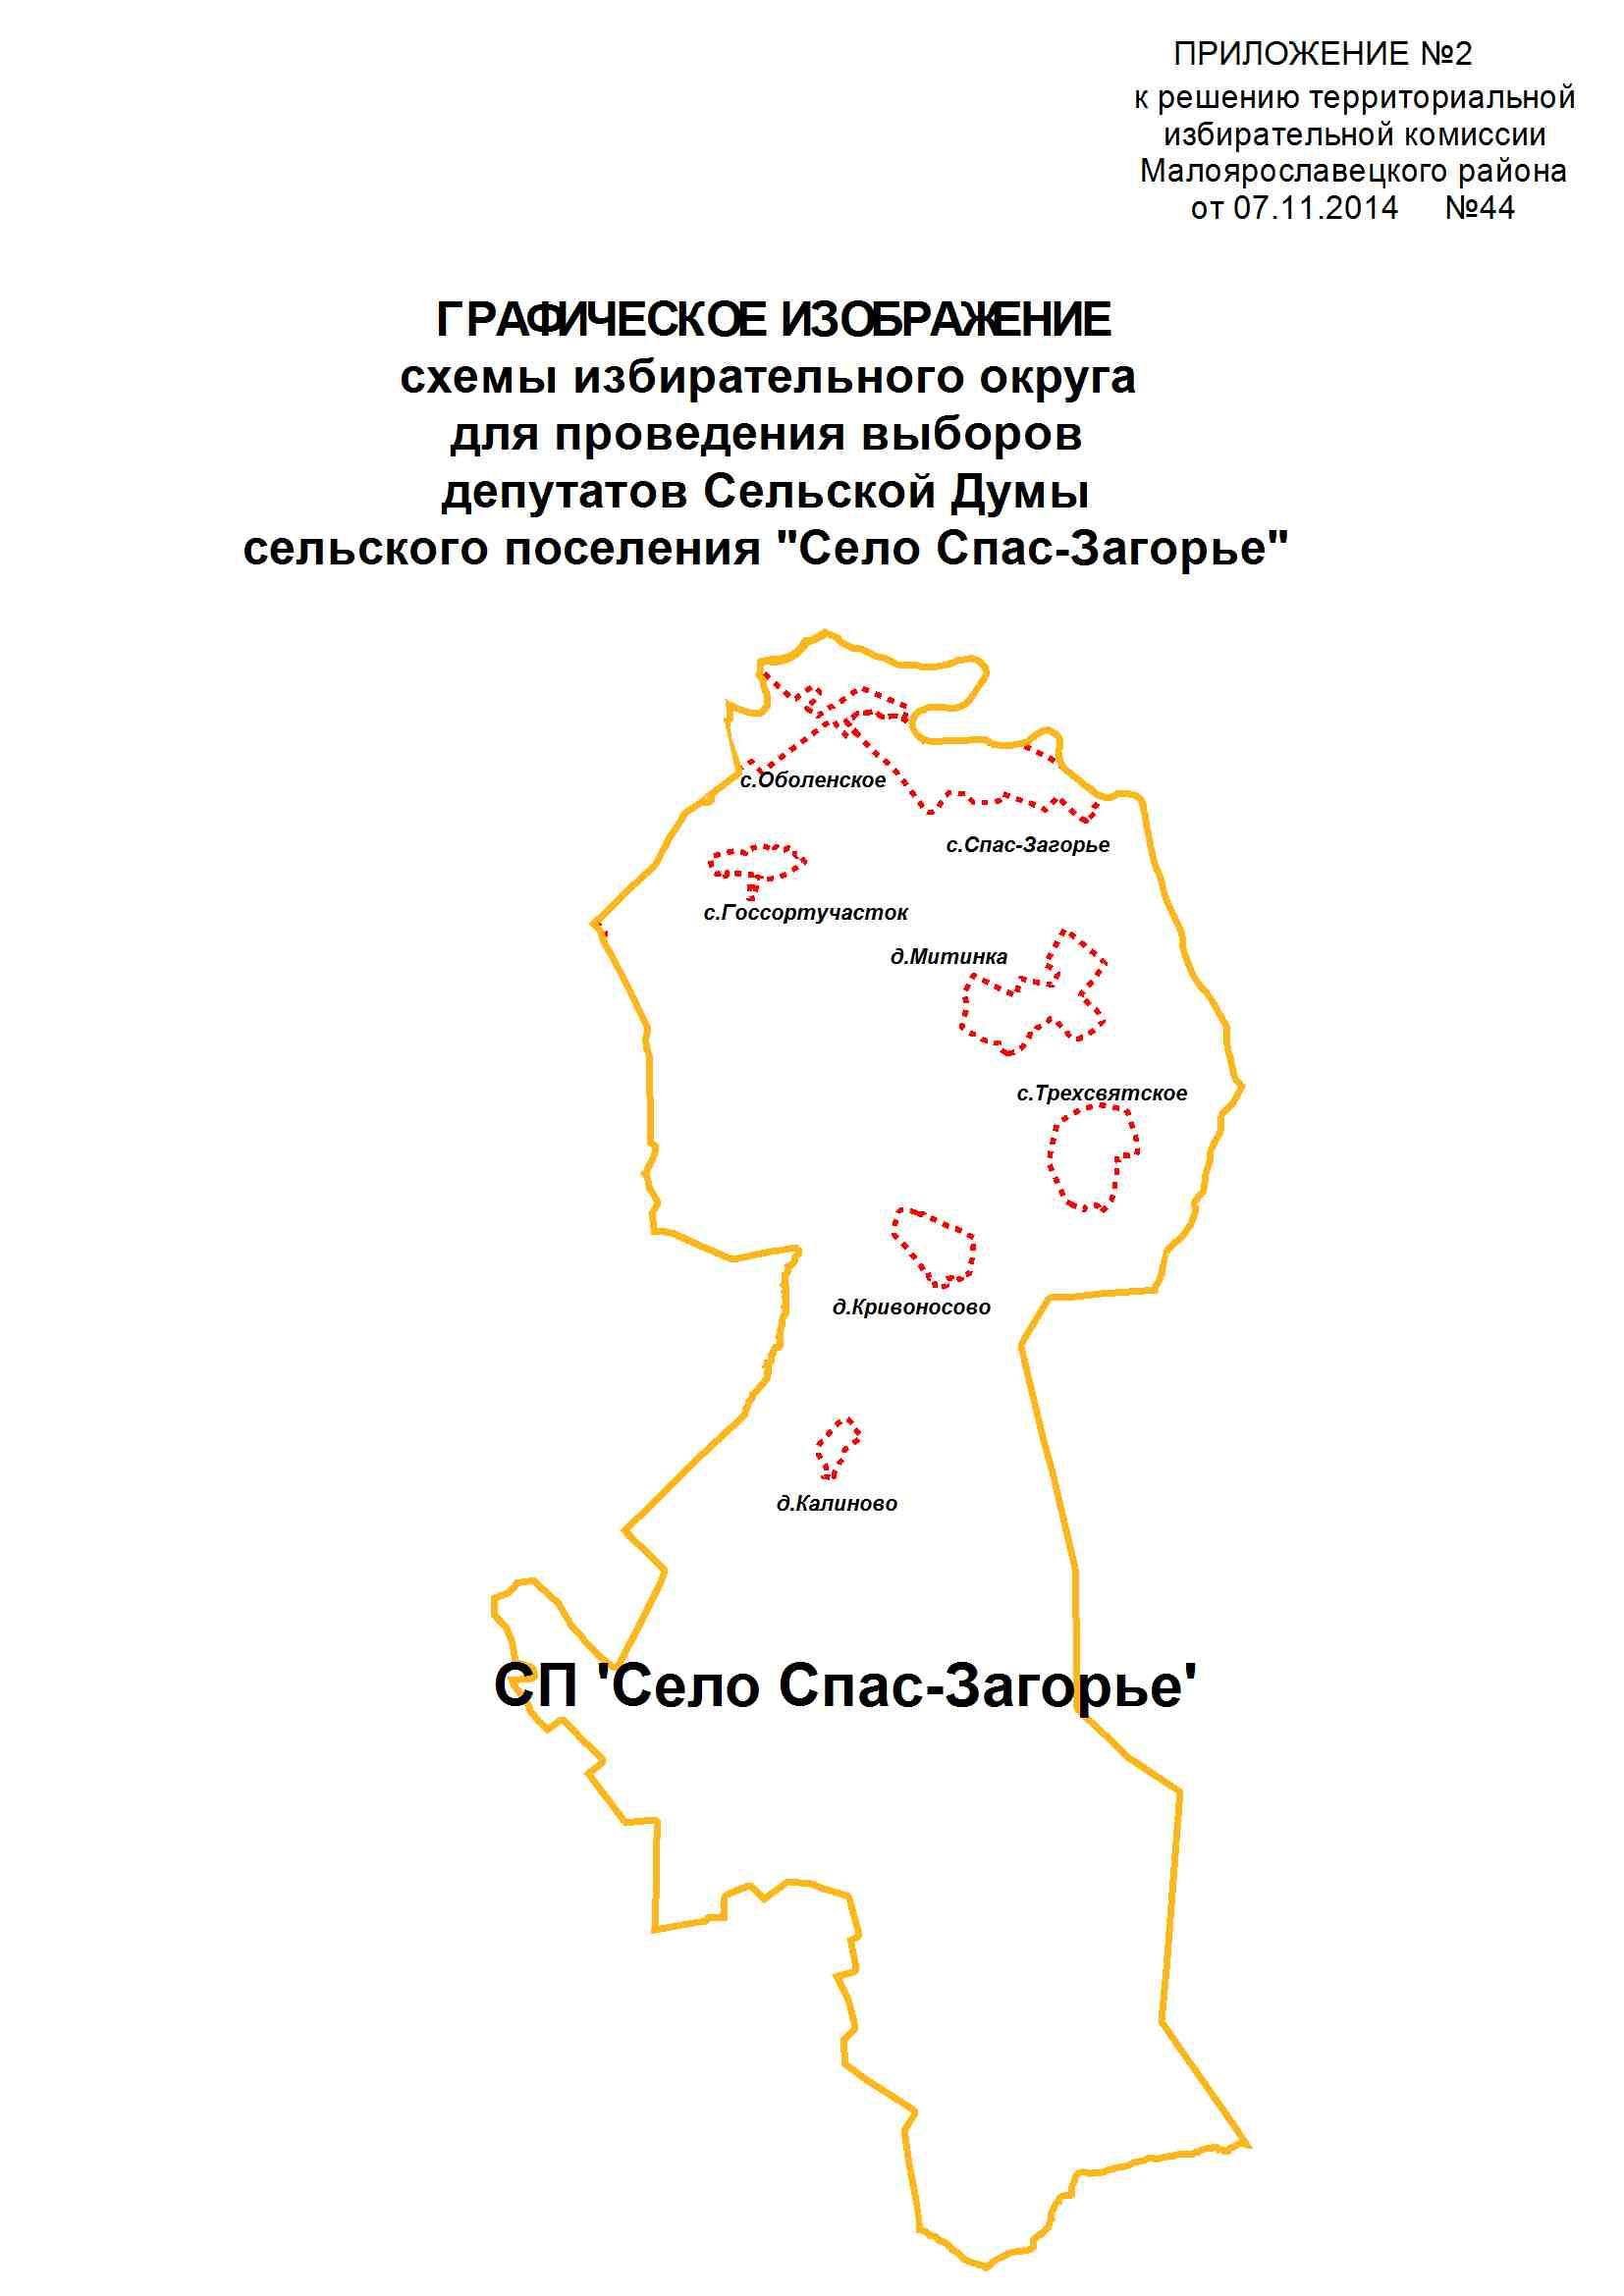 ПРИЛОЖЕНИЕ №2
к решению территориальной
избирательной комиссии
Малоярославецкого района
от 07.11.2014 №44
ГРАФИЧЕСКОЕ ИЗОБРАЖЕНИЕ
схемы избирательного округа
для проведения выборов
депутатов Сельской Думы
сельского поселения "Село Спас-Загорье"
с.Оболенское
с.Спас-Загорье
с.Госсортучасток
д.Митинка
с.Трехсвятское
д.Кривоносово
д.Калиново
СП 'Село Спас-Загорье'